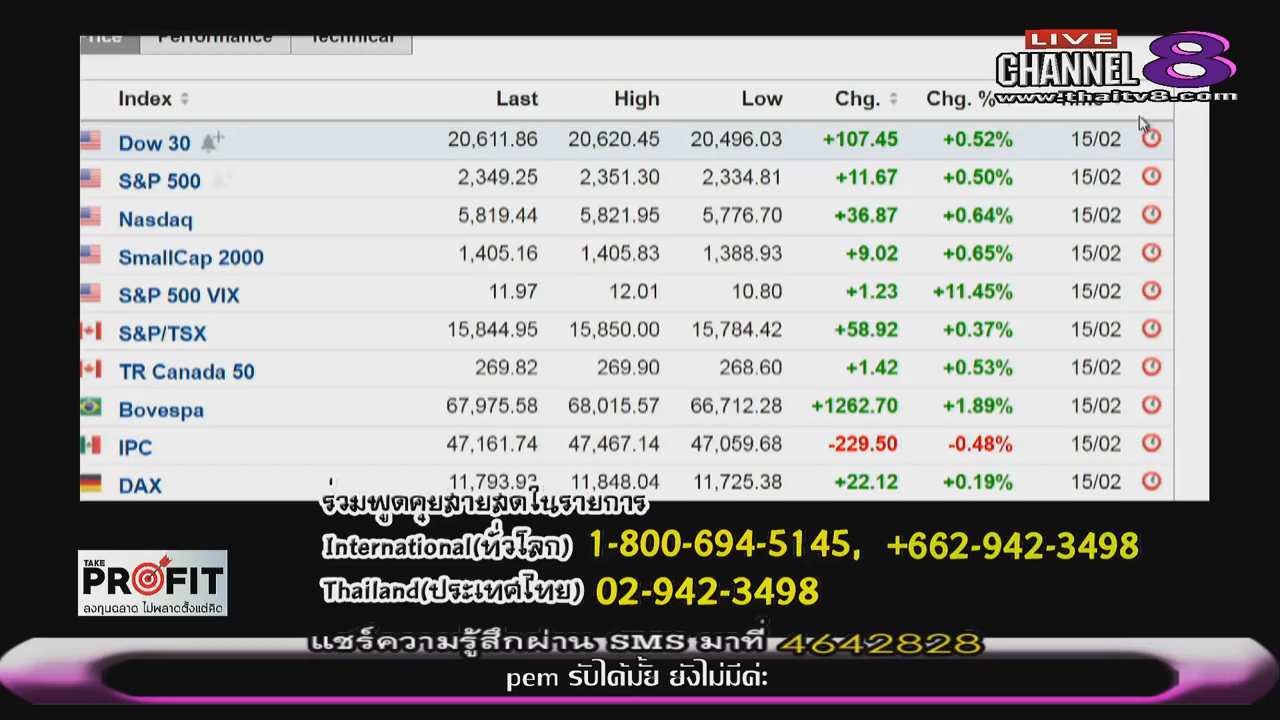 Price Performance Technical
LIVE
CHANNEL 8
www.thaitv8.com
Index Last High Low Chg. Chg. %
Dow 30 20,611.86 20,620.45 20,496.03 +107.45 +0.52% 15/02
S&P 500 2,349.25 2,351.30 2,334.81 +11.67 +0.50% 15/02
Nasdaq 5,819.44 5,821.95 5,776.70 +36.87 +0.64% 15/02
SmallCap 2000 1,405.16 1,405.83 1,388.93 +9.02 +0.65% 15/02
S&P 500 VIX 11.97 12.01 10.80 +1.23 +11.45% 15/02
S&P/TSX 15,844.95 15,850.00 15,784.42 +58.92 +0.37% 15/02
TR Canada 50 269.82 269.90 268.60 +1.42 +0.53% 15/02
Bovespa 67,975.58 68,015.57 66,712.28 +1262.70 +1.89% 15/02
IPC 47,161.74 47,467.14 47,059.68 -229.50 -0.48% 15/02
DAX 11,793.92 11,848.04 11,725.38 +22.12 +0.19% 15/02
ร่วมพูดคุยสายสดในรายการ
International(ทั่วโลก) 1-800-694-5145, +662-942-3498
Thailand(ประเทศไทย) 02-942-3498
TAKE
PROFIT
ลงทุนฉลาด ไม่พลาดตั้งแต่คิด
แชร์ความรู้สึกผ่าน SMS มาที่ 4642828
pem รับได้มั้ย ยังไม่มีค่ะ